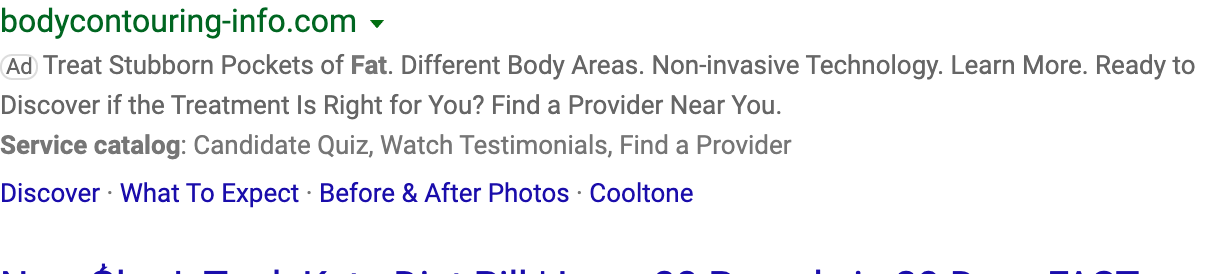 bodycontouring-info.com
Ad Treat Stubborn Pockets of Fat. Different Body Areas. Non-invasive Technology. Learn More. Ready to
Discover if the Treatment Is Right for You? Find a Provider Near You.
Service catalog: Candidate Quiz, Watch Testimonials, Find a Provider
Discover · What To Expect · Before & After Photos · Cooltone